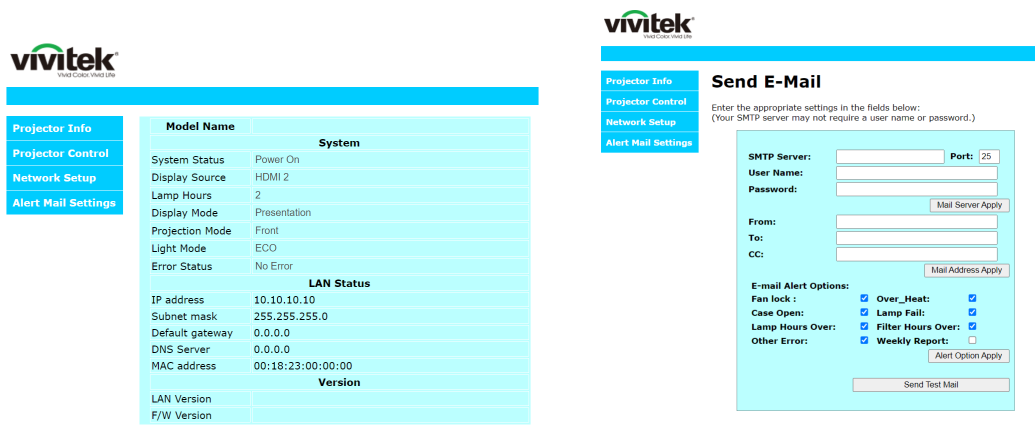 vivitek®
Vivid Color, Vivid Life
Projector Info
Projector Control
Network Setup
Alert Mail Settings
Model Name
System
System Status Power On
Display Source HDMI 2
Lamp Hours 2
Display Mode Presentation
Projection Mode Front
Light Mode ECO
Error Status No Error
LAN Status
IP address 10.10.10.10
Subnet mask 255.255.255.0
Default gateway 0.0.0.0
DNS Server 0.0.0.0
MAC address 00:18:23:00:00:00
Version
LAN Version
F/W Version
vivitek®
Vivid Color, Vivid Life
Projector Info
Projector Control
Network Setup
Alert Mail Settings
Send E-Mail
Enter the appropriate settings in the fields below:
(Your SMTP server may not require a user name or password.)
SMTP Server: Port: 25
User Name:
Password:
Mail Server Apply
From:
To:
CC:
Mail Address Apply
E-mail Alert Options:
Fan lock : Over_Heat:
Case Open: Lamp Fail:
Lamp Hours Over: Filter Hours Over:
Other Error: Weekly Report:
Alert Option Apply
Send Test Mail